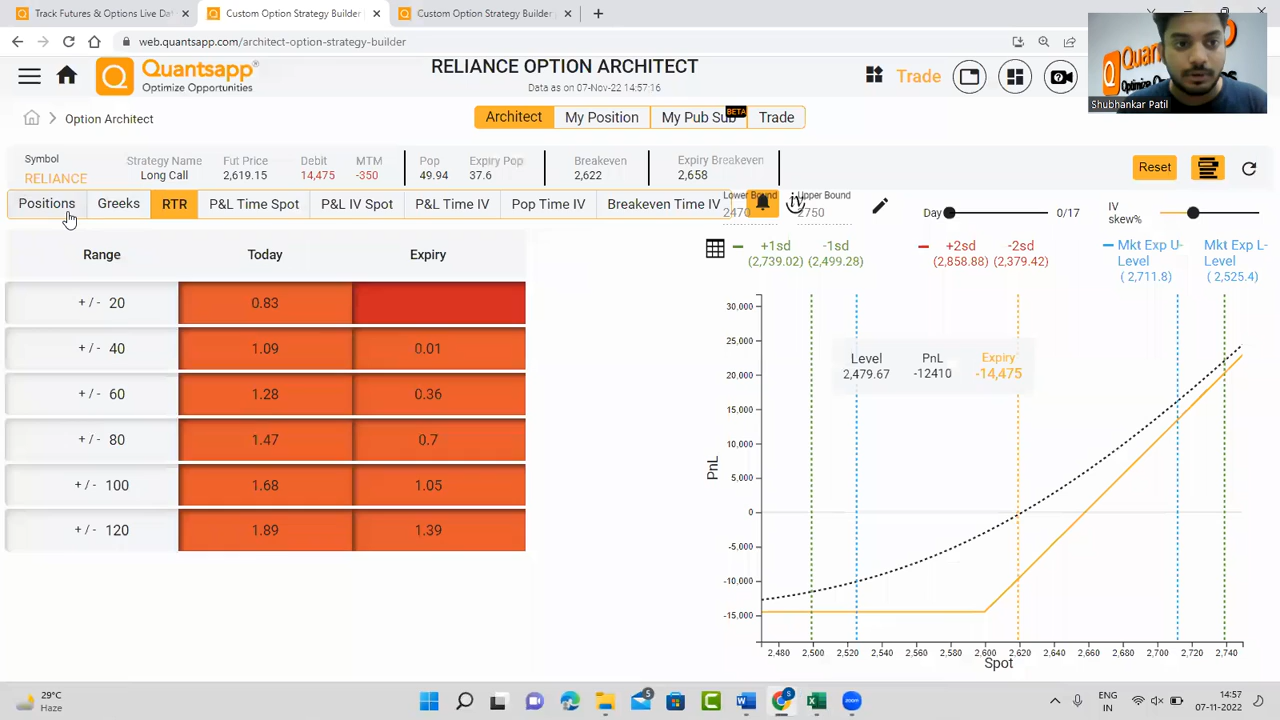 Track Futures & Options Live Da
Custom Option Strategy Builder
Custom Option Strategy Builder
web.quantsapp.com/architect-option-strategy-builder
Quantsapp
Optimize Opportunities
RELIANCE OPTION ARCHITECT
Data as on 07-Nov-22 14:57:16
Trade
Shubhankar Patil
Option Architect
Architect
My Position
My Pub Sub
BETA
Trade
Symbol
RELIANCE
Strategy Name
Long Call
Fut Price
2,619.15
Debit
14,475
MTM
-350
Pop
49.94
Expiry Pop
37.6
Breakeven
2,622
Expiry Breakeven
2,658
Reset
Positions
Greeks
RTR
P&L Time Spot
P&L IV Spot
P&L Time IV
Pop Time IV
Breakeven Time IV
Lower Bound
2470
Upper Bound
2750
Day
0/17
IV
skew%
Range Today Expiry
+ / - 20 0.83
+ / - 40 1.09 0.01
+ / - 60 1.28 0.36
+ / - 80 1.47 0.7
+ / - 100 1.68 1.05
+ / - 120 1.89 1.39
+1sd
(2,739.02)
-1sd
(2,499.28)
+2sd
(2,858.88)
-2sd
(2,379.42)
Mkt Exp U-
Level
(2,711.8)
Mkt Exp L-
Level
(2,525.4)
Level
2,479.67
PnL
-12410
Expiry
-14,475
PnL
30,000
25,000
20,000
15,000
10,000
5,000
0
-5,000
-10,000
-15,000
2,480 2,500 2,520 2,540 2,560 2,580 2,600 2,620 2,640 2,660 2,680 2,700 2,720 2,740
Spot
29°C
Haze
5
S
ENG
IN
14:57
07-11-2022